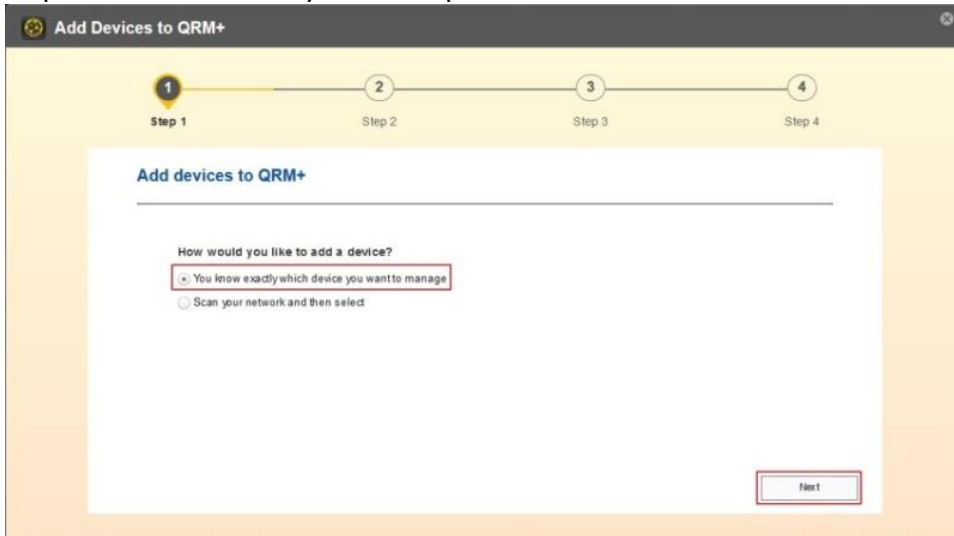 Add Devices to QRM+
1 2 3 4
Step 1 Step 2 Step 3 Step 4
Add devices to QRM+
How would you like to add a device?
You know exactly which device you want to manage
Scan your network and then select
Next